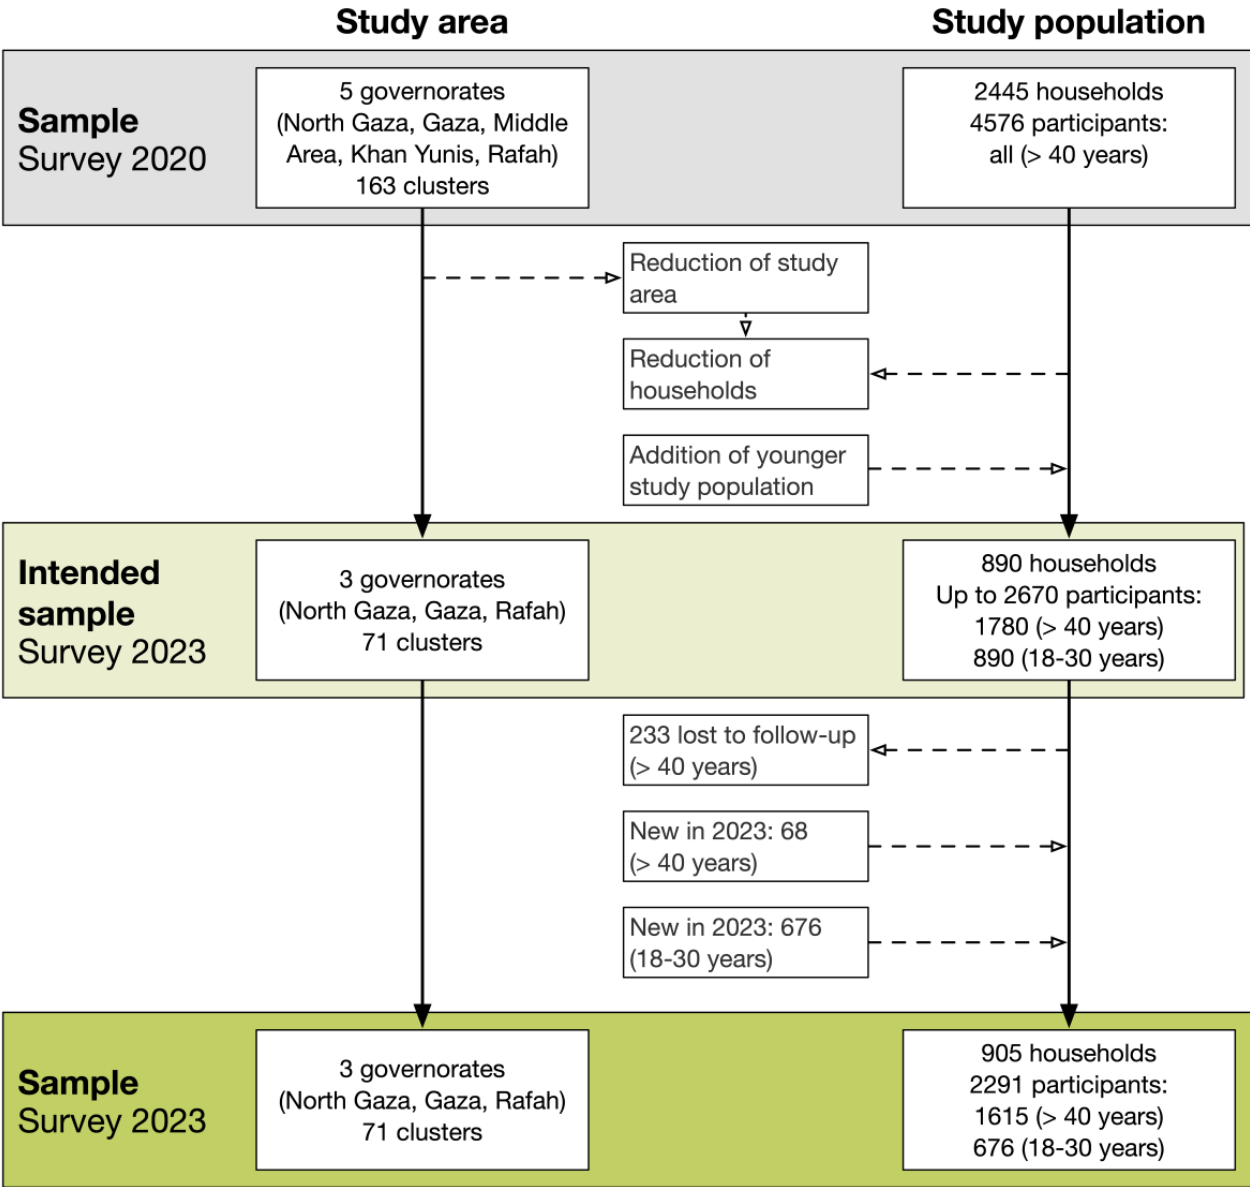 Study area
Study population
Sample
Survey 2020
5 governorates
(North Gaza, Gaza, Middle
Area, Khan Yunis, Rafah)
163 clusters
2445 households
4576 participants:
all (> 40 years)
Reduction of study
area
Reduction of
households
Addition of younger
study population
Intended
sample
Survey 2023
3 governorates
(North Gaza, Gaza, Rafah)
71 clusters
890 households
Up to 2670 participants:
1780 (> 40 years)
890 (18-30 years)
233 lost to follow-up
(> 40 years)
New in 2023: 68
(> 40 years)
New in 2023: 676
(18-30 years)
Sample
Survey 2023
3 governorates
(North Gaza, Gaza, Rafah)
71 clusters
905 households
2291 participants:
1615 (> 40 years)
676 (18-30 years)